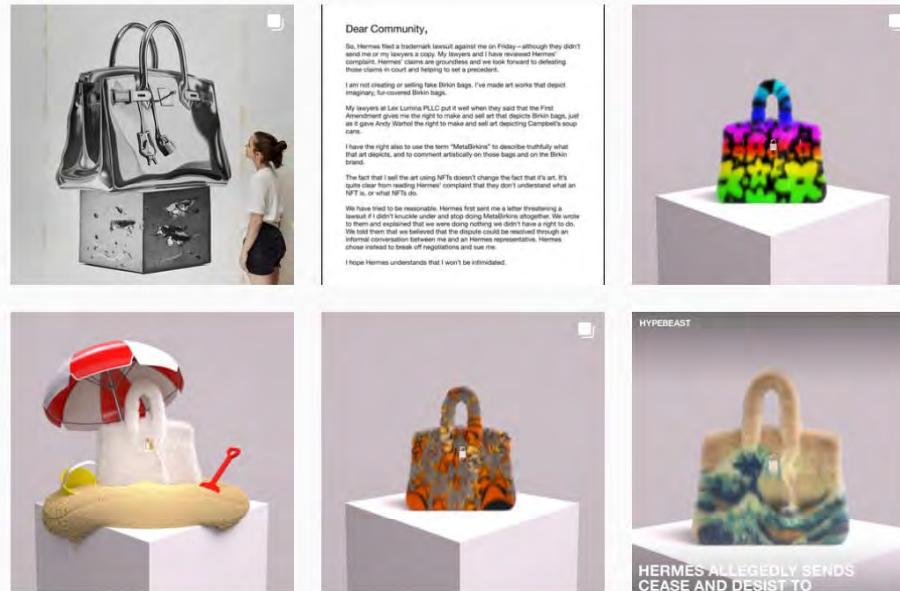 Dear Community,
So, Hermes filed a trademark lawsuit against me on Friday—although they didn't
send me or my lawyers a copy. My lawyers and I have reviewed Hermes'
complaint. Hermes' claims are groundless and we look forward to defeating
those claims in court and helping to set a precedent.
I am not creating or selling fake Birkin bags. I've made art works that depict
imaginary, fur-covered Birkin bags.
My lawyers at Lex Lumina PLLC put it well when they said that the First
Amendment gives me the right to make and sell art that depicts Birkin bags, just
as it gave Andy Warhol the right to make and sell art depicting Campbell's soup
cans.
I have the right also to use the term "MetaBirkins" to describe truthfully what
that art depicts, and to comment artistically on those bags and on the Birkin
brand.
The fact that I sell the art using NFTs doesn't change the fact that it's art. It's
quite clear from reading Hermes' complaint that they don't understand what an
NFT is, or what NFTs do.
We have tried to be reasonable. Hermes first sent me a letter threatening a
lawsuit if I didn't knuckle under and stop doing MetaBirkins altogether. We wrote
to them and explained that we were doing nothing we didn't have a right to do.
We told them that we believed that the dispute could be resolved through an
informal conversation between me and an Hermes representative. Hermes
chose instead to break off negotiations and sue me.
I hope Hermes understands that I won't be intimidated.
HYPEBEAST
HERMES ALLEGEDLY SENDS
CEASE AND DESIST TO